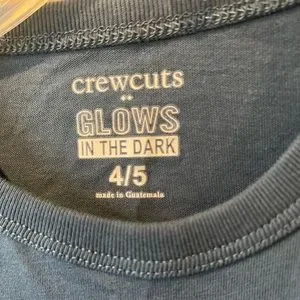 crewcuts
GLOWS
IN THE DARK
4/5
made in Guatemala